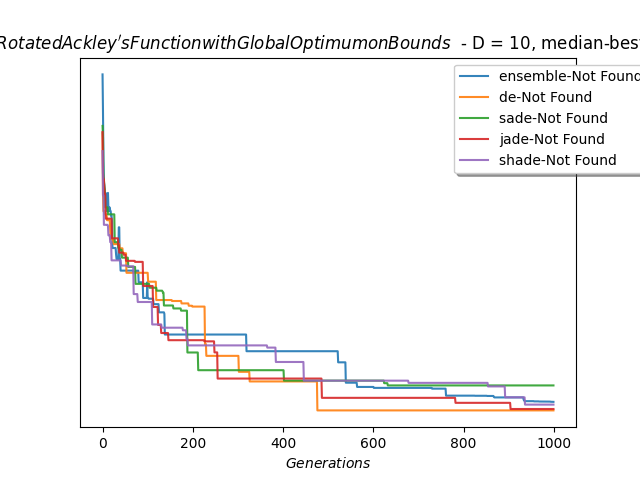 RotatedAckley'sFunctionwithGlobalOptimumonBounds - D = 10, median-best
ensemble-Not Found
de-Not Found
sade-Not Found
jade-Not Found
shade-Not Found
0 200 400 600 800 1000
Generations